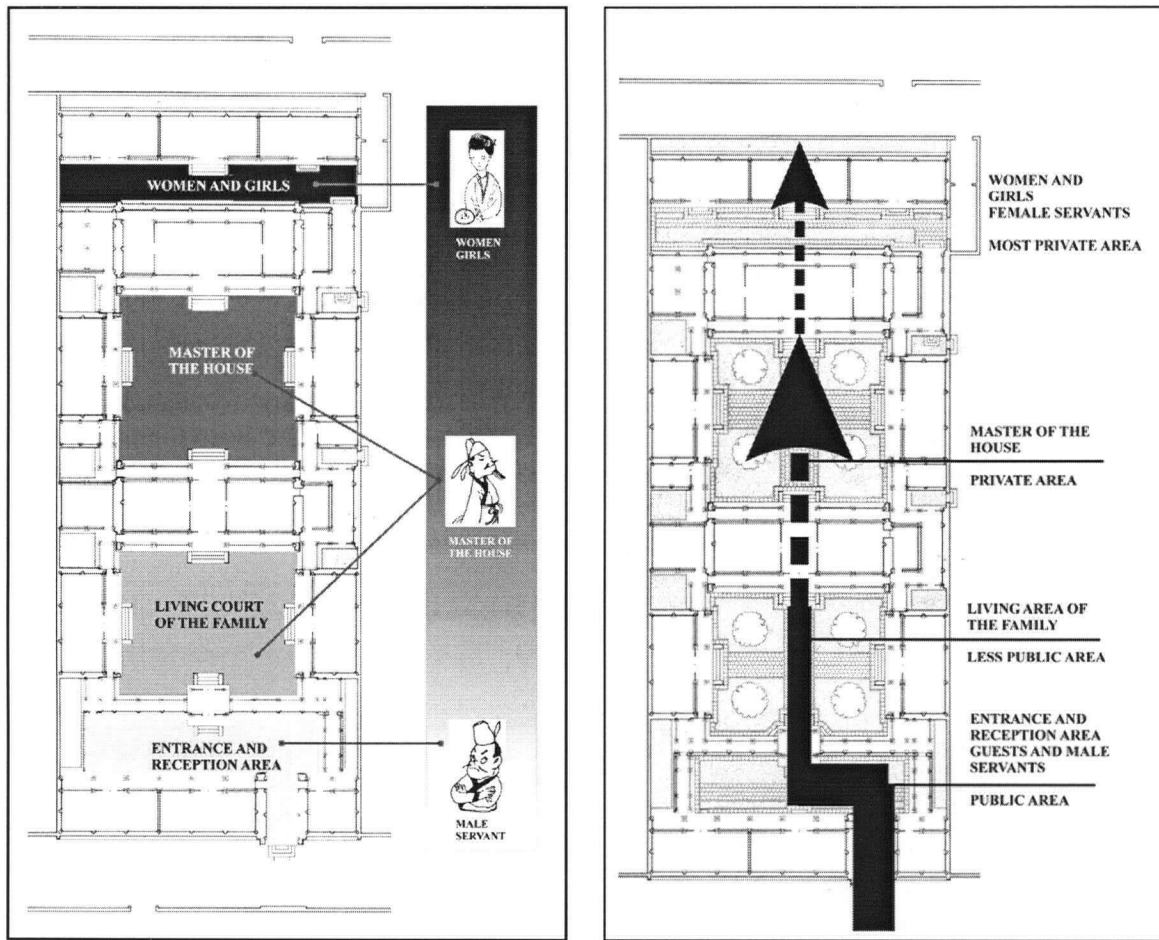 WOMEN AND GIRLS
WOMEN
GIRLS
MASTER OF
THE HOUSE
MASTER OF
THE HOUSE
LIVING COURT
OF THE FAMILY
ENTRANCE AND
RECEPTION AREA
MALE
SERVANT
WOMEN AND
GIRLS
FEMALE SERVANTS
MOST PRIVATE AREA
MASTER OF THE
HOUSE
PRIVATE AREA
LIVING AREA OF
THE FAMILY
LESS PUBLIC AREA
ENTRANCE AND
RECEPTION AREA
GUESTS AND MALE
SERVANTS
PUBLIC AREA